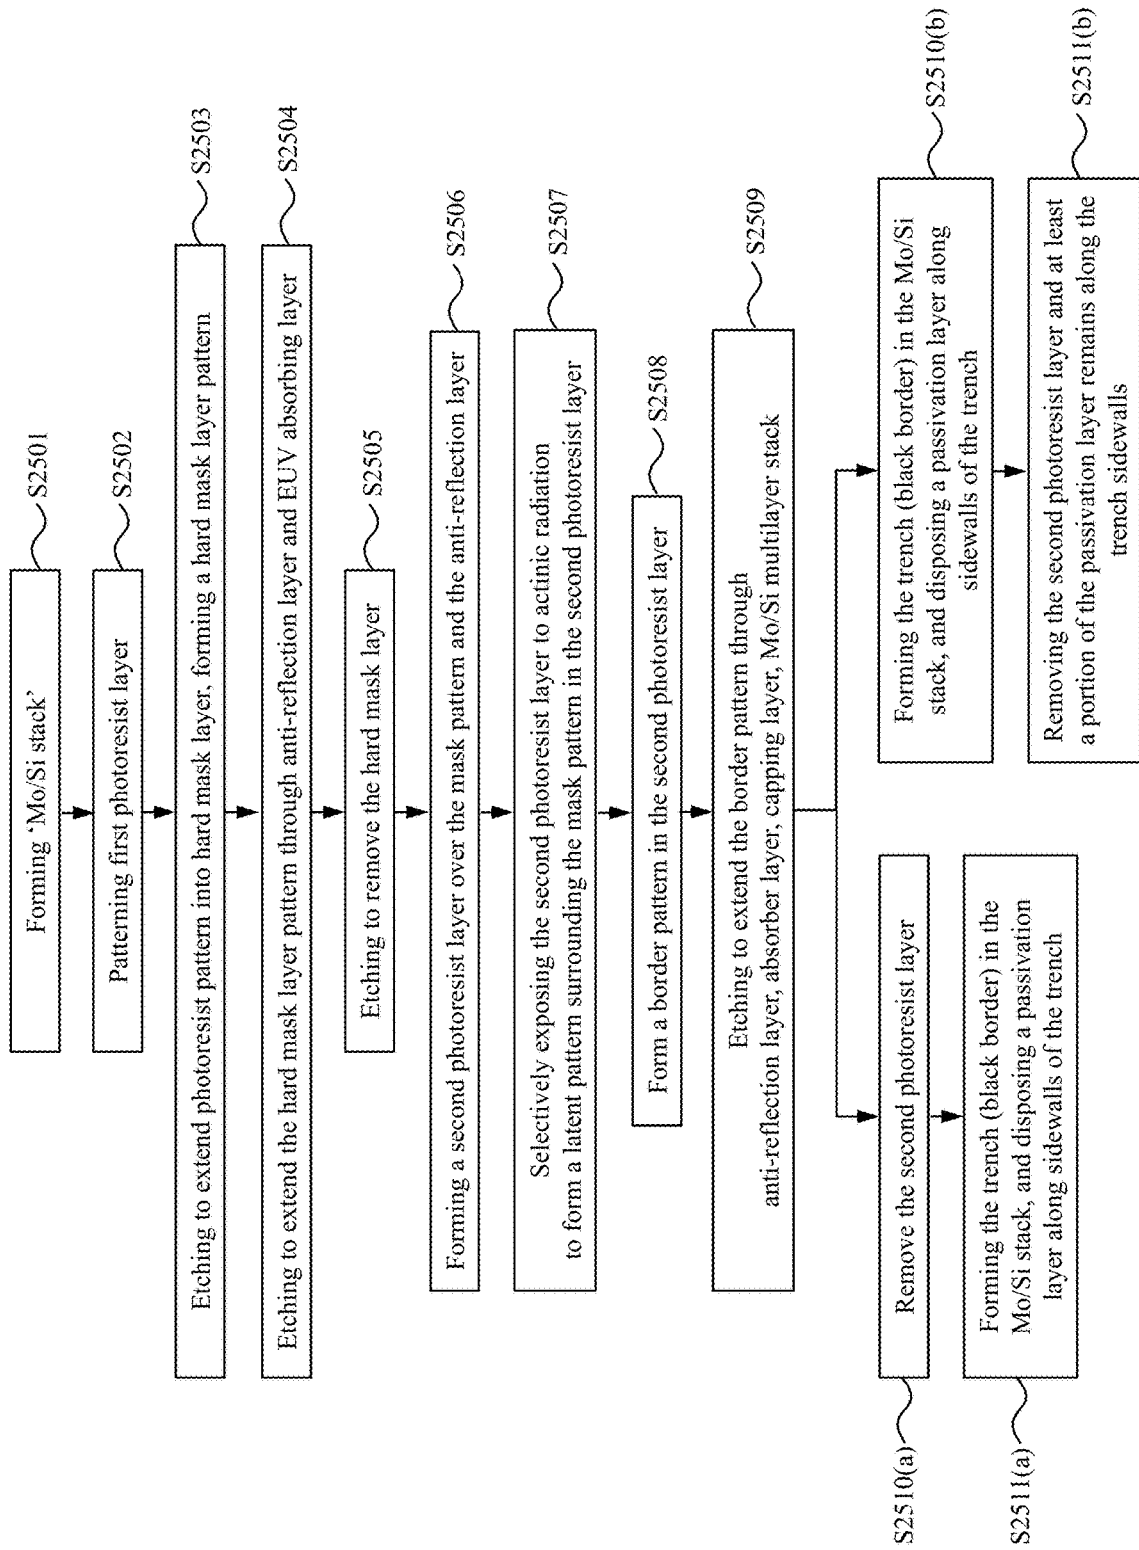 Forming ‘Mo/Si stack’
S2501
Patterning first photoresist layer
S2502
Etching to extend photoresist pattern into hard mask layer, forming a hard mask layer pattern
S2503
Etching to extend the hard mask layer pattern through anti-reflection layer and EUV absorbing layer
S2504
Etching to remove the hard mask layer
S2505
Forming a second photoresist layer over the mask pattern and the anti-reflection layer
S2506
Selectively exposing the second photoresist layer to actinic radiation
to form a latent pattern surrounding the mask pattern in the second photoresist layer
S2507
Form a border pattern in the second photoresist layer
S2508
Etching to extend the border pattern through
anti-reflection layer, absorber layer, capping layer, Mo/Si multilayer stack
S2509
S2510(a)
Remove the second photoresist layer
S2511(a)
Forming the trench (black border) in the
Mo/Si stack, and disposing a passivation
layer along sidewalls of the trench
Forming the trench (black border) in the Mo/Si
stack, and disposing a passivation layer along
sidewalls of the trench
S2510(b)
Removing the second photoresist layer and at least
a portion of the passivation layer remains along the
trench sidewalls
S2511(b)